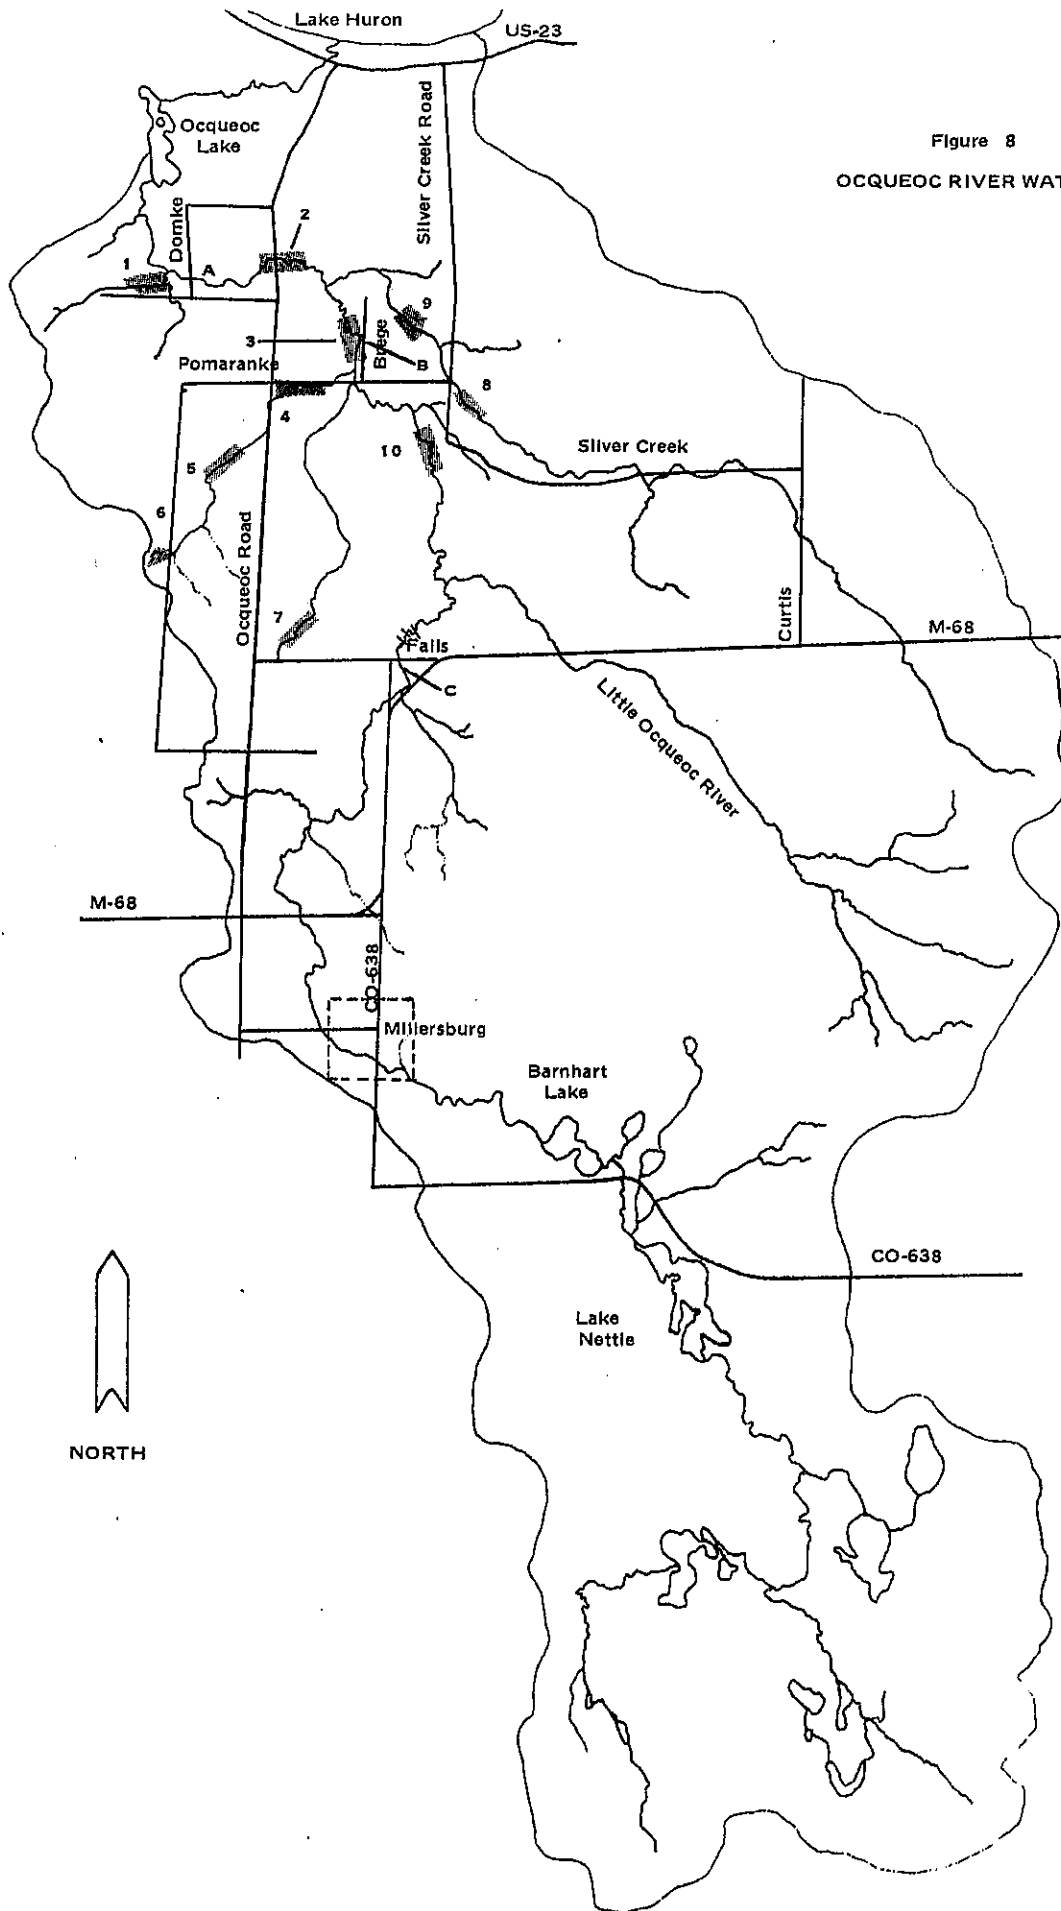 Lake Huron
US-23
Figure 8
OCQUEOC RIVER WAT
Ocqueoc
Lake
Silver Creek Road
Domke
2
1
A
9
3
Brege
B
Pomaranke
8
4
10
Silver Creek
5
6
Ocqueoc Road
7
Curtis
M-68
Falls
C
Little Ocqueoc River
M-68
CO-638
Millersburg
Barnhart
Lake
CO-638
Lake
Nettle
NORTH